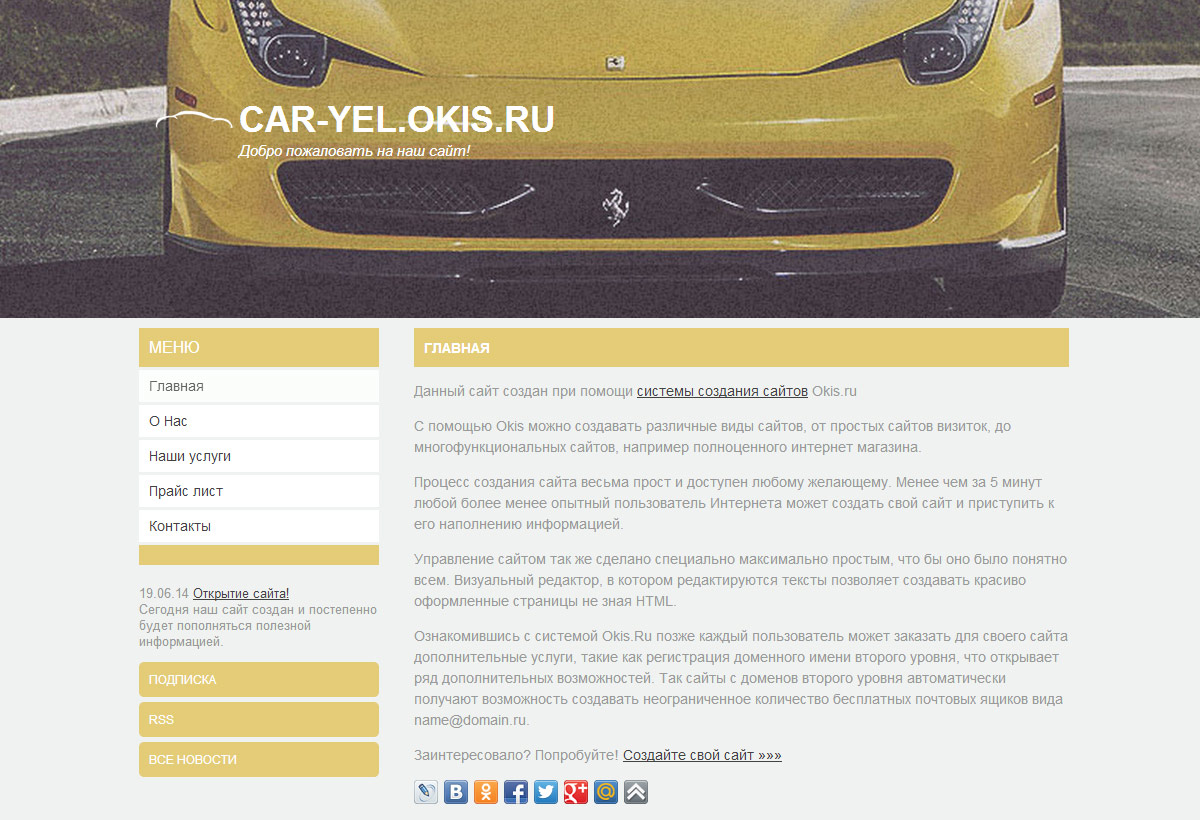 CAR-YEL.OKIS.RU
Добро пожаловать на наш сайт!
МЕНЮ
Главная
О Нас
Наши услуги
Прайс лист
Контакты
19.06.14 Открытие сайта!
Сегодня наш сайт создан и постепенно
будет пополняться полезной
информацией.
ПОДПИСКА
RSS
ВСЕ НОВОСТИ
ГЛАВНАЯ
Данный сайт создан при помощи системы создания сайтов Okis.ru
С помощью Okis можно создавать различные виды сайтов, от простых сайтов визиток, до
многофункциональных сайтов, например полноценного интернет магазина.
Процесс создания сайта весьма прост и доступен любому желающему. Менее чем за 5 минут
любой более менее опытный пользователь Интернета может создать свой сайт и приступить к
его наполнению информацией.
Управление сайтом так же сделано специально максимально простым, что бы оно было понятно
всем. Визуальный редактор, в котором редактируются тексты позволяет создавать красиво
оформленные страницы не зная HTML.
Ознакомившись с системой Okis.Ru позже каждый пользователь может заказать для своего сайта
дополнительные услуги, такие как регистрация доменного имени второго уровня, что открывает
ряд дополнительных возможностей. Так сайты с доменов второго уровня автоматически
получают возможность создавать неограниченное количество бесплатных почтовых ящиков вида
name@domain.ru.
Заинтересовало? Попробуйте! Создайте свой сайт »»»